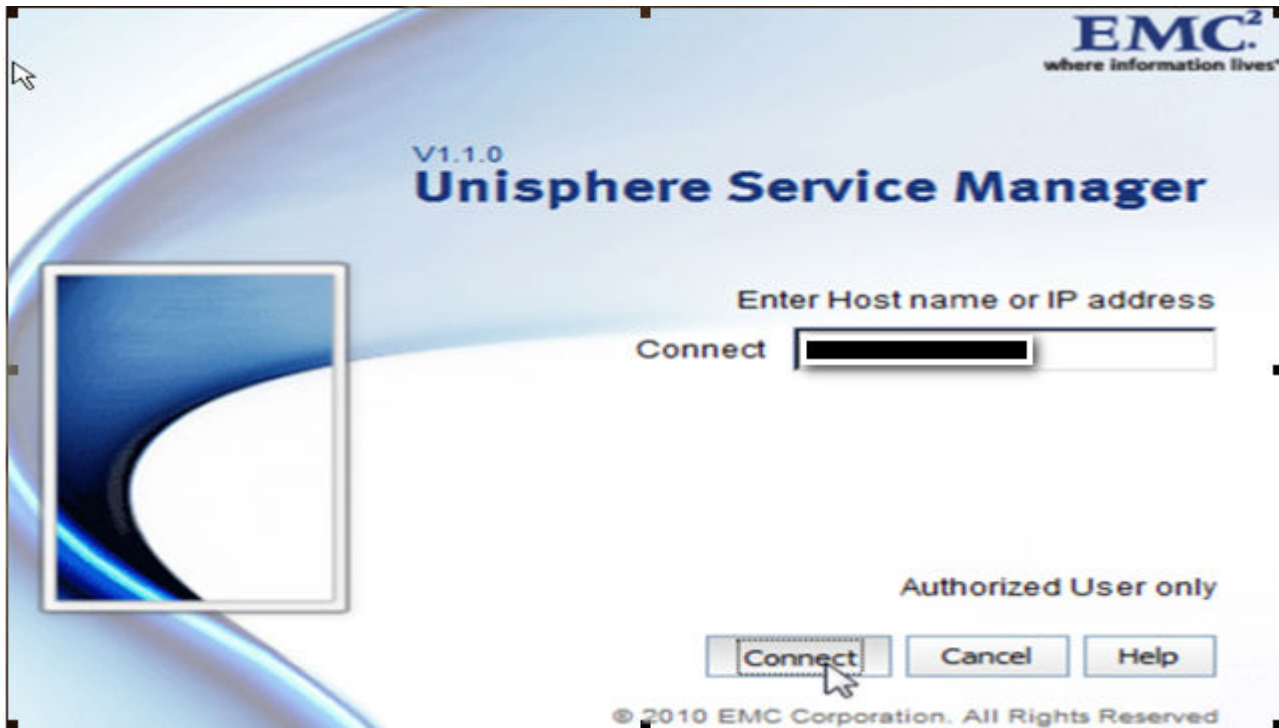 EMC²
where information lives®
V1.1.0
Unisphere Service Manager
Enter Host name or IP address
Connect
Authorized User only
Connect Cancel Help
© 2010 EMC Corporation. All Rights Reserved